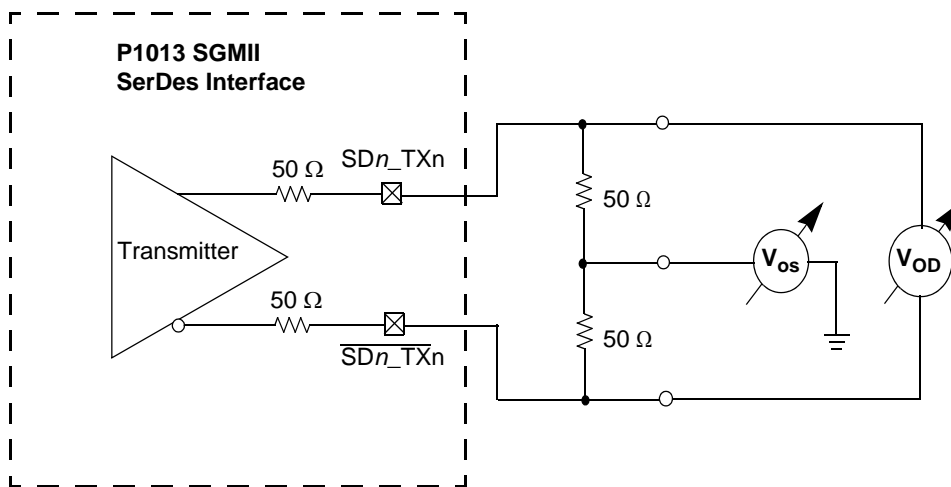 P1013 SGMII
SerDes Interface
50 Ω
SDn_TXn
50 Ω
Transmitter
Vos
VOD
50 Ω
50 Ω
SDn_TXn